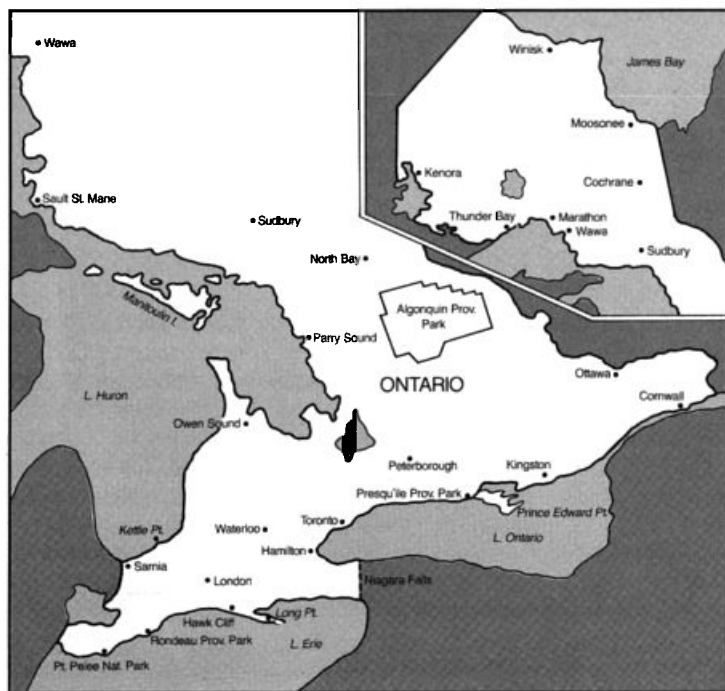 Wawa
Winisk
James Bay
Moosonee
Kenora
Cochrane
Sault St. Mane
Sudbury
Thunder Bay
Marathon
Wawa
Sudbury
North Bay
Manitoulin I.
Algonquin Prov.
Park
Parry Sound
ONTARIO
Ottawa
L. Huron
Cornwall
Owen Sound
Peterborough
Kingston
Presqu'ile Prov. Park
Prince Edward Pt.
Kettle Pt.
Waterloo
Toronto
L. Ontario
Hamilton
Sarnia
London
Niagara Falls
Hawk Cliff
Long Pt.
Rondeau Prov. Park
L. Erie
Pt. Pelee Nat. Park